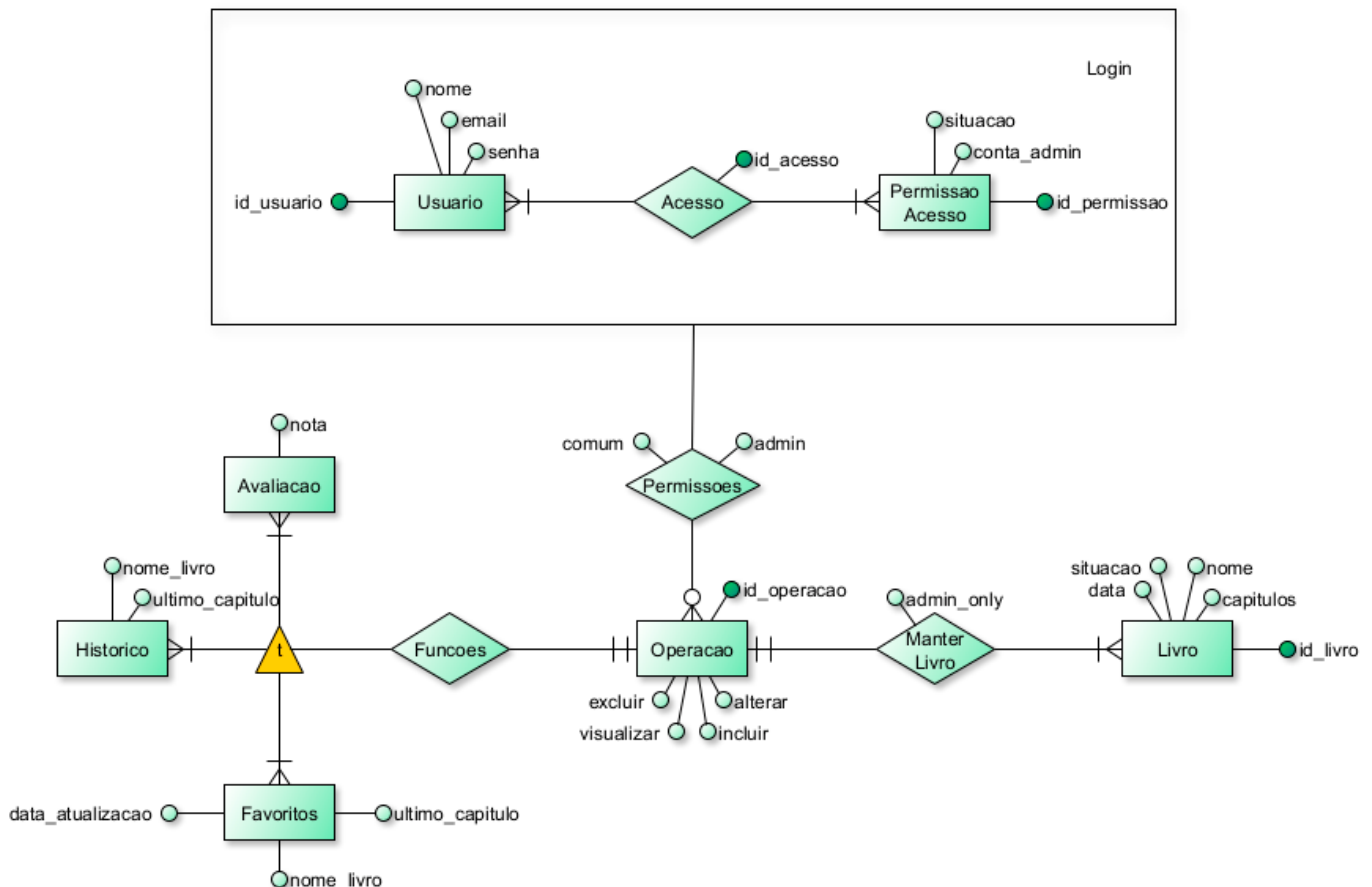 Login
nome
email
senha
id_usuario
Usuario
Acesso
id_acesso
situacao
conta_admin
Permissao
Acesso
id_permissao
comum
admin
Permissoes
nota
Avaliacao
nome_livro
ultimo_capitulo
Historico
t
Funcoes
id_operacao
Operacao
excluir
alterar
visualizar
incluir
admin_only
Manter
Livro
situacao
nome
data
capitulos
Livro
id_livro
data_atualizacao
Favoritos
ultimo_capitulo
nome_livro